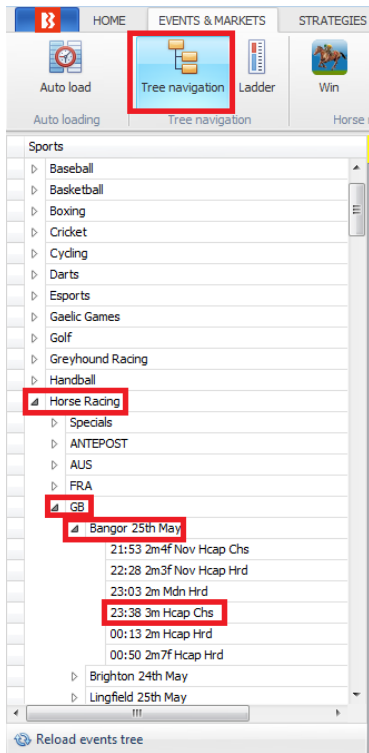 HOME EVENTS & MARKETS STRATEGIES
Auto load Tree navigation Ladder Win
Auto loading Tree navigation Horse
Sports
Baseball
Basketball
Boxing
Cricket
Cycling
Darts
Esports
Gaelic Games
Golf
Greyhound Racing
Handball
Horse Racing
Specials
ANTEPOST
AUS
FRA
GB
Bangor 25th May
21:53 2m4f Nov Hcap Chs
22:28 2m3f Nov Hcap Hrd
23:03 2m Mdn Hrd
23:38 3m Hcap Chs
00:13 2m Hcap Hrd
00:50 2m7f Hcap Hrd
Brighton 24th May
Lingfield 25th May
Reload events tree